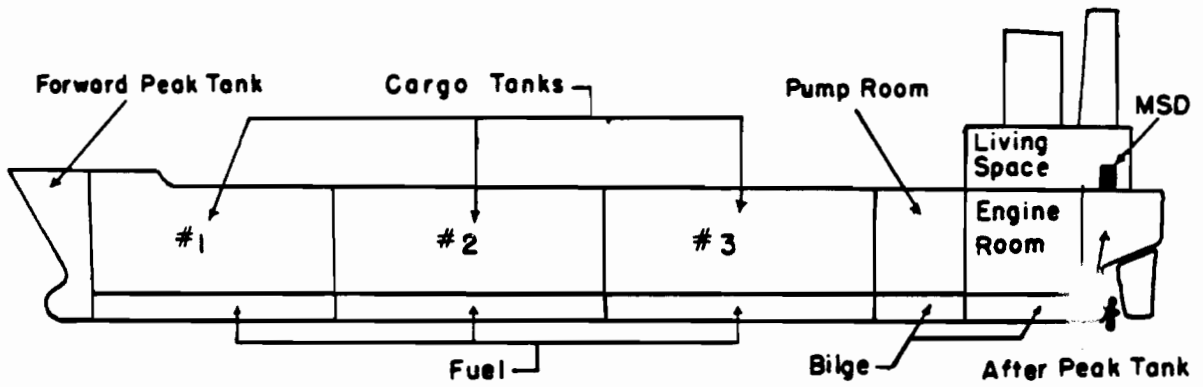 Forward Peak Tank
Cargo Tanks
Pump Room
MSD
Living
Space
#1
#2
#3
Engine
Room
Fuel
Bilge
After Peak Tank